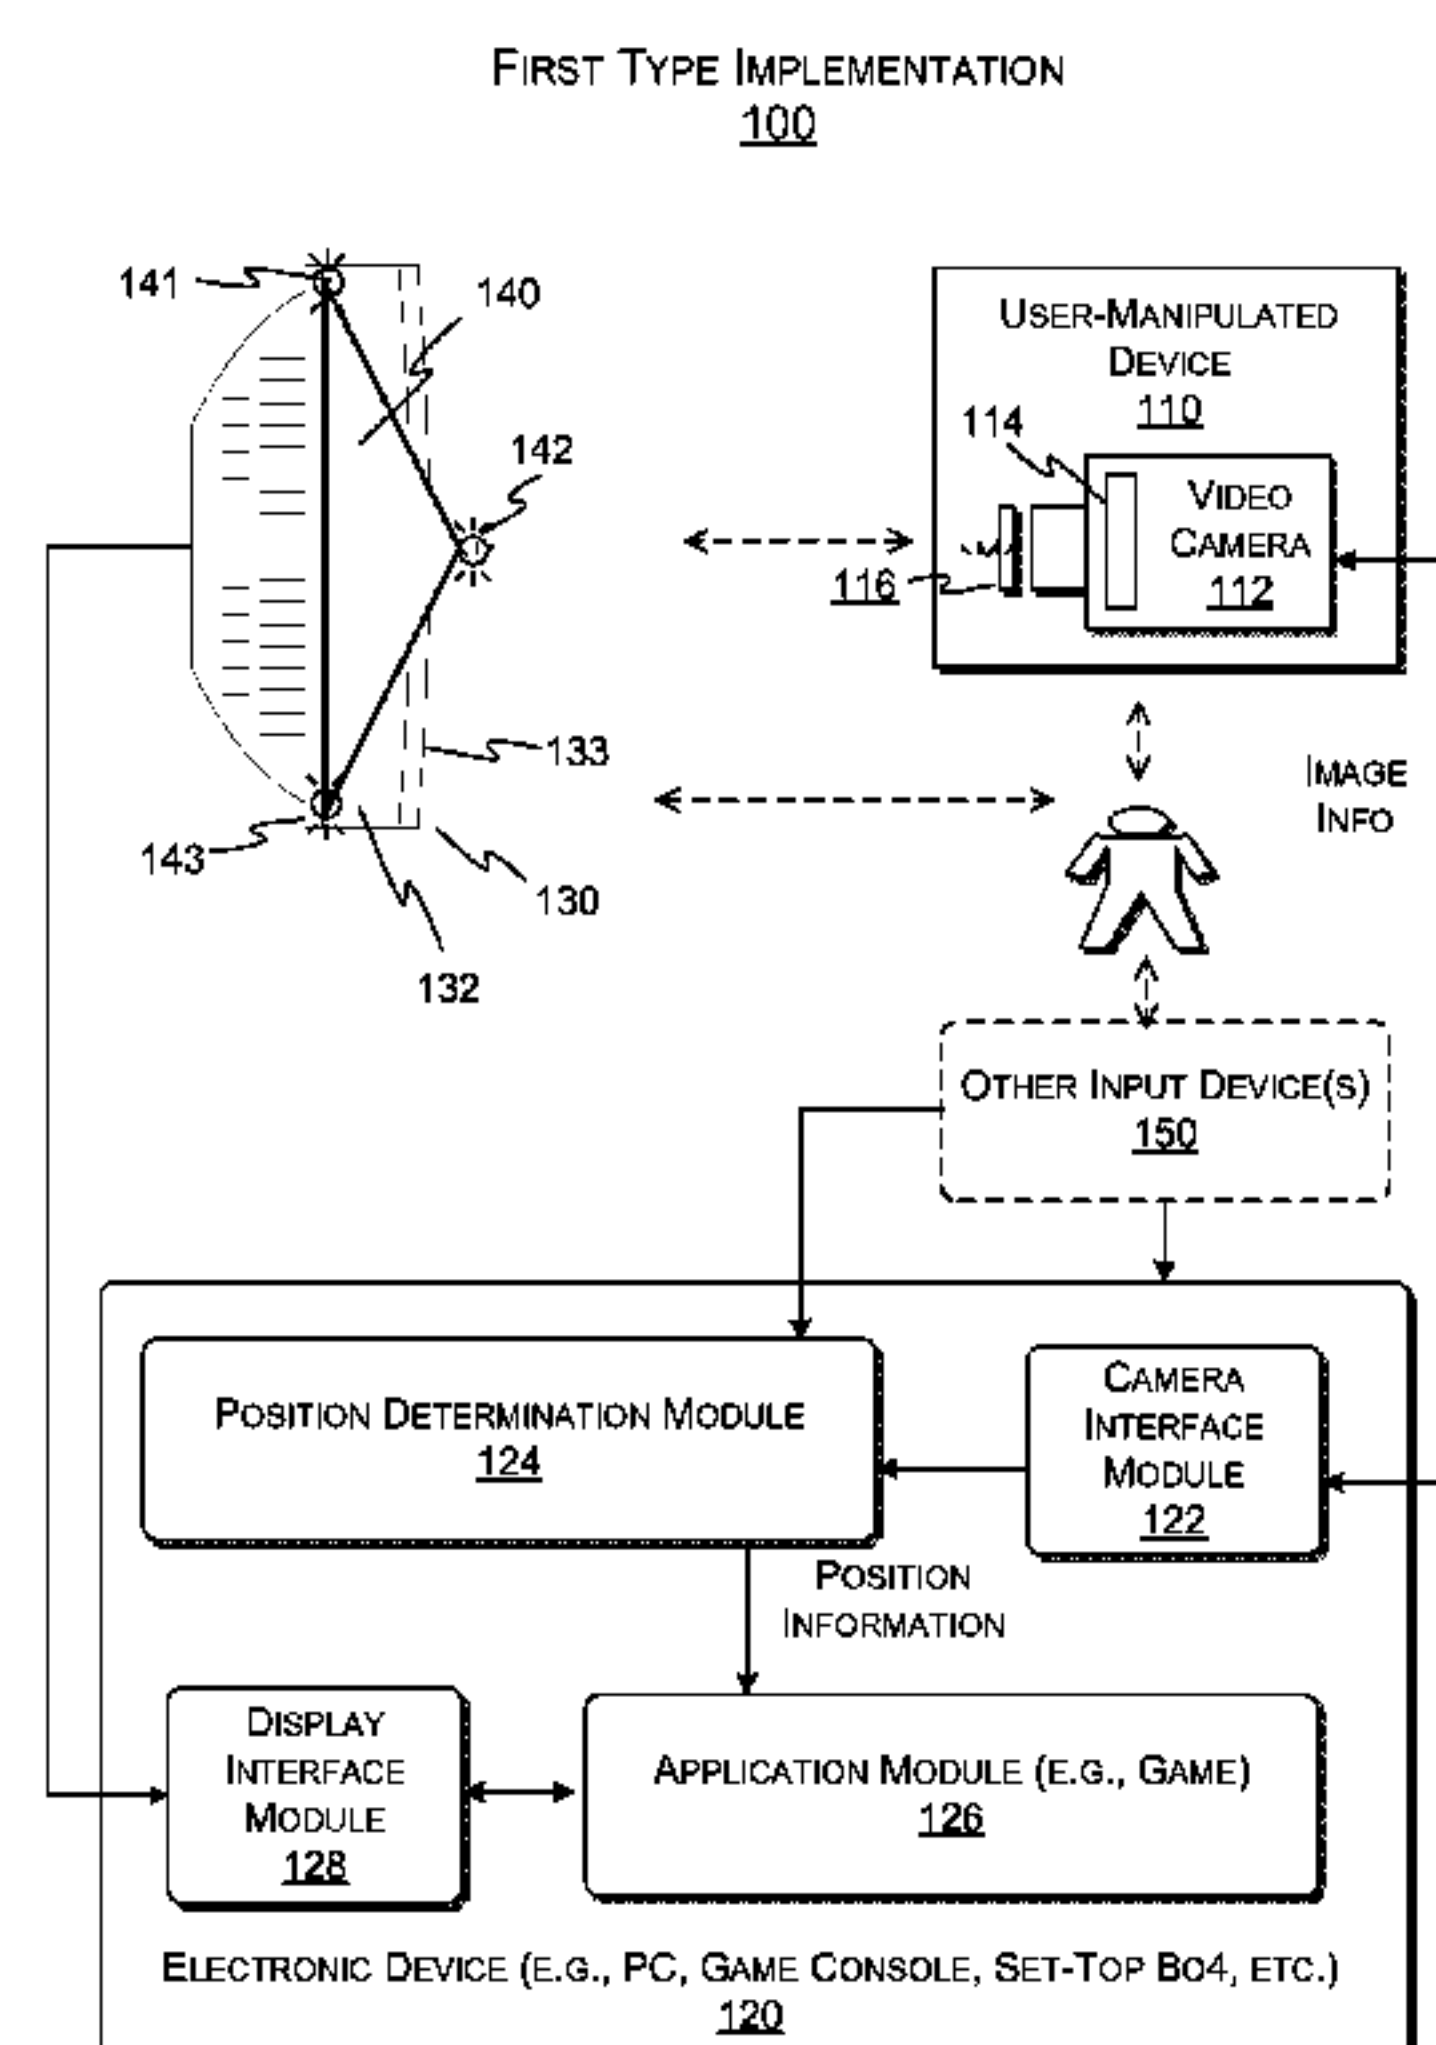 FIRST TYPE IMPLEMENTATION
100
141
140
142
133
143
130
132
USER-MANIPULATED
DEVICE
110
114
VIDEO
CAMERA
112
116
IMAGE
INFO
OTHER INPUT DEVICE(S)
150
POSITION DETERMINATION MODULE
124
CAMERA
INTERFACE
MODULE
122
POSITION
INFORMATION
DISPLAY
INTERFACE
MODULE
128
APPLICATION MODULE (E.G., GAME)
126
ELECTRONIC DEVICE (E.G., PC, GAME CONSOLE, SET-TOP BO4, ETC.)
120